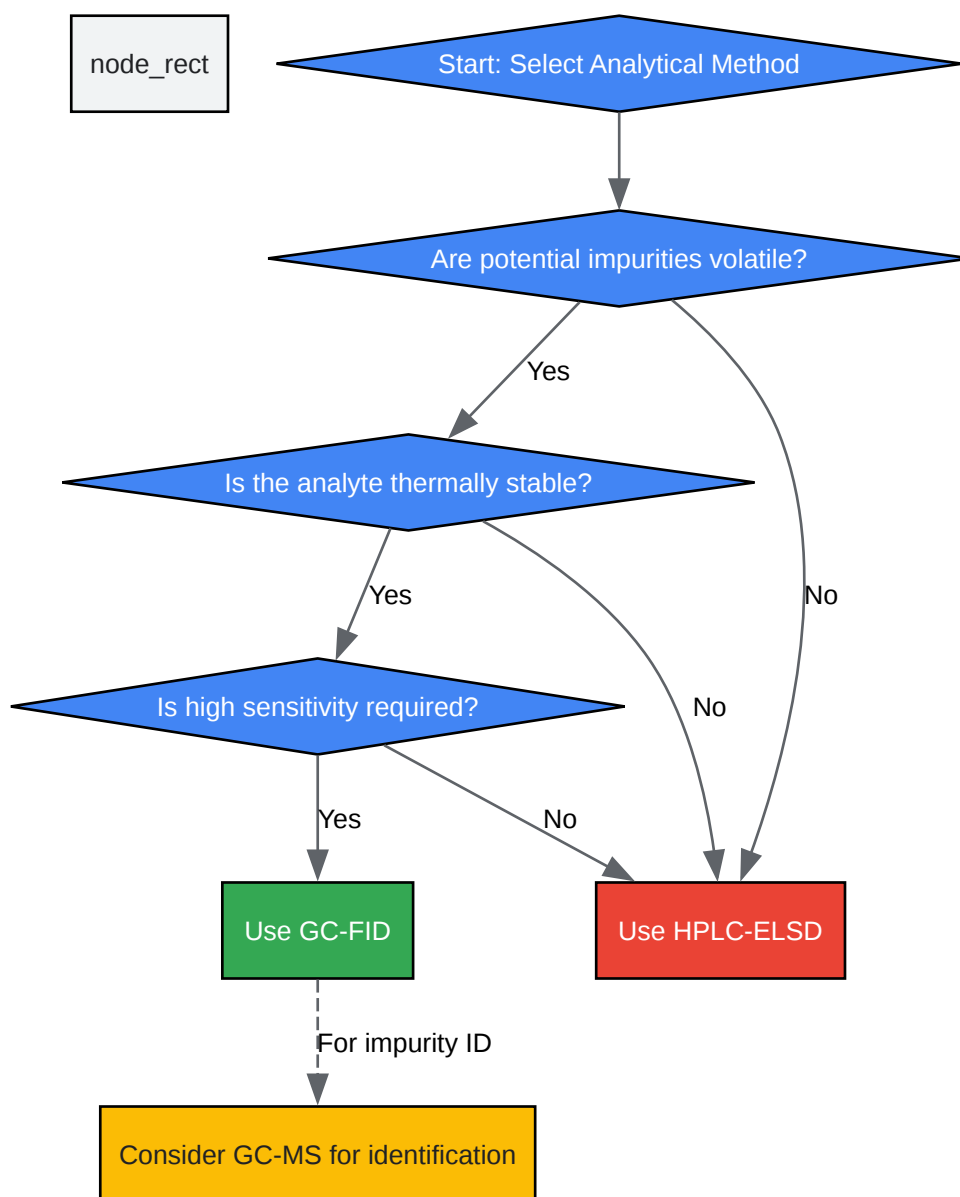 node_rect
Start: Select Analytical Method
Are potential impurities volatile?
Yes
Is the analyte thermally stable?
No
Yes
Is high sensitivity required?
No
Yes
No
Use GC-FID
Use HPLC-ELSD
For impurity ID
Consider GC-MS for identification